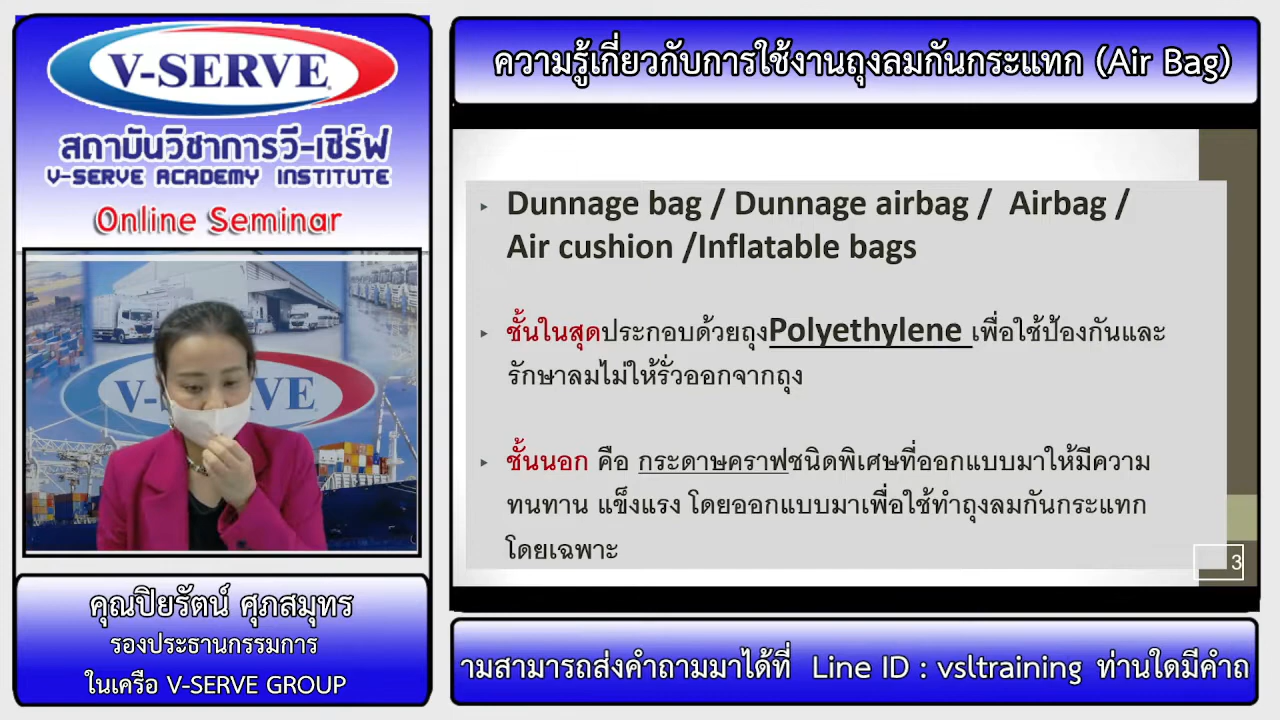 V-SERVE
สถาบันวิชาการวี-เซิร์ฟ
V-SERVE ACADEMY INSTITUTE
Online Seminar
คุณปิยรัตน์ ศุภสมุทร
รองประธานกรรมการ
ในเครือ V-SERVE GROUP
ความรู้เกี่ยวกับการใช้งานถุงลมกันกระแทก (Air Bag)
Dunnage bag / Dunnage airbag / Airbag /
Air cushion /Inflatable bags
ชั้นในสุดประกอบด้วยถุงPolyethylene เพื่อใช้ป้องกันและ
รักษาลมไม่ให้รั่วออกจากถุง
ชั้นนอก คือ กระดาษคราฟชนิดพิเศษที่ออกแบบมาให้มีความ
ทนทาน แข็งแรง โดยออกแบบมาเพื่อใช้ทำถุงลมกันกระแทก
โดยเฉพาะ
3
ามสามารถส่งคำถามมาได้ที่ Line ID : vsltraining ท่านใดมีคำถ